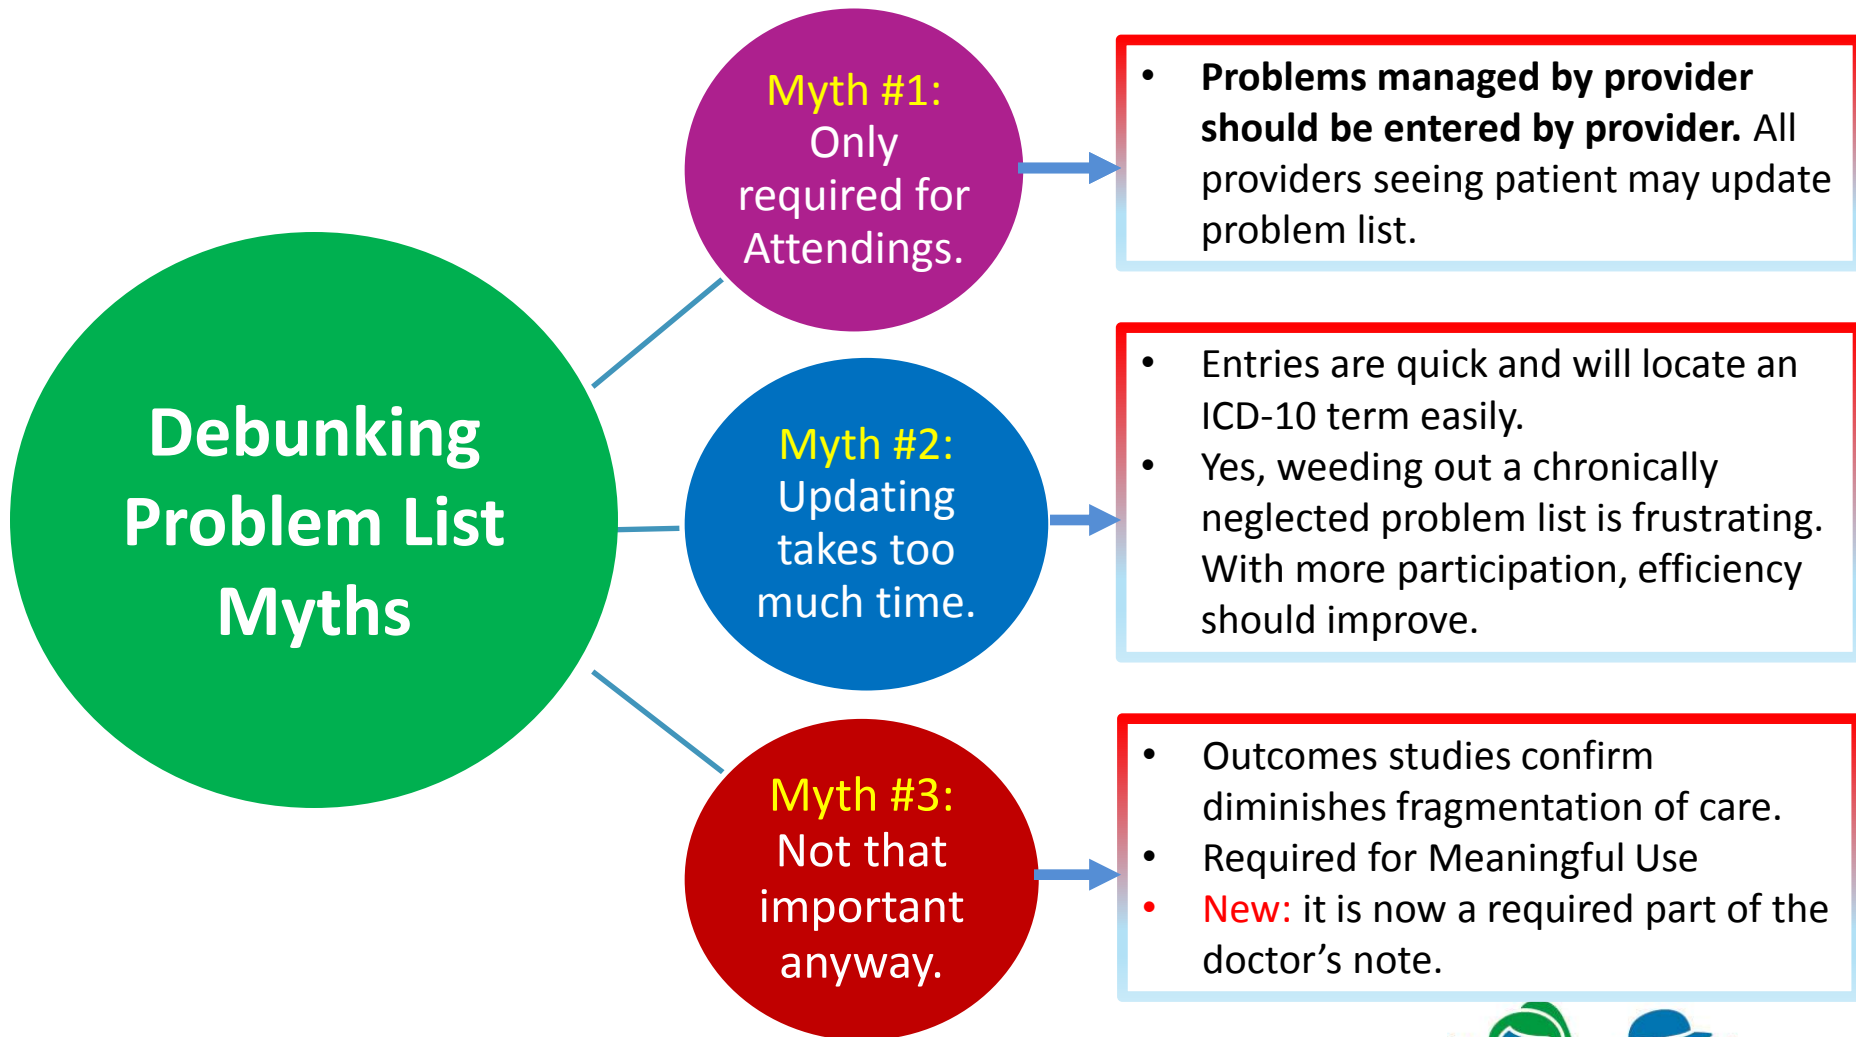 Debunking
Problem List
Myths
Myth #1:
Only
required for
Attendings.
• Problems managed by provider
should be entered by provider. All
providers seeing patient may update
problem list.
Myth #2:
Updating
takes too
much time.
• Entries are quick and will locate an
ICD-10 term easily.
• Yes, weeding out a chronically
neglected problem list is frustrating.
With more participation, efficiency
should improve.
Myth #3:
Not that
important
anyway.
• Outcomes studies confirm
diminishes fragmentation of care.
• Required for Meaningful Use
• New: it is now a required part of the
doctor’s note.